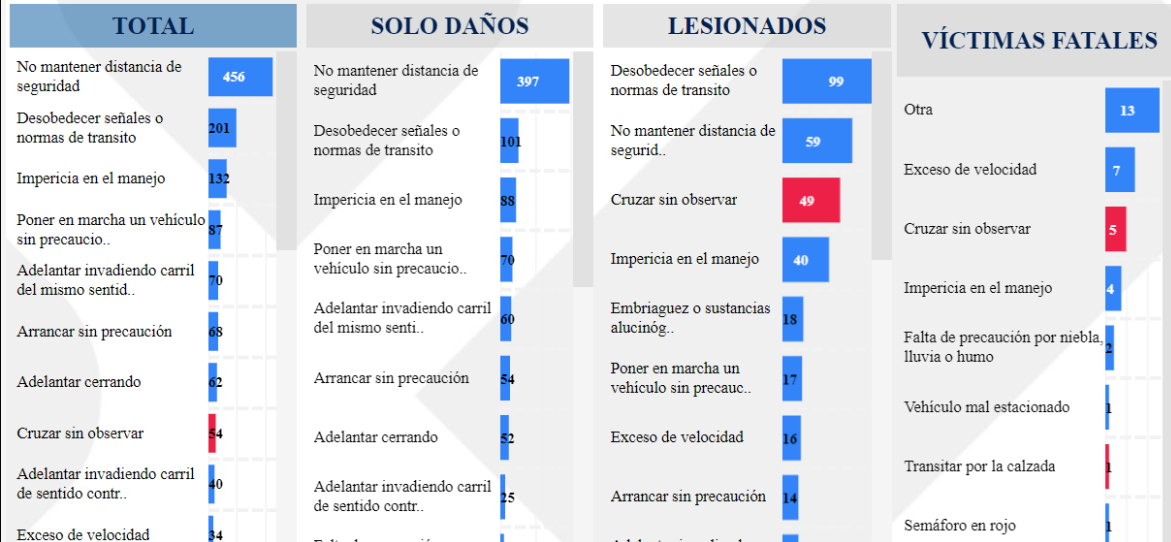 TOTAL
No mantener distancia de
seguridad
456
Desobedecer señales o
normas de transito
201
Impericia en el manejo
132
Poner en marcha un vehículo
sin precaucio..
87
Adelantar invadiendo carril
del mismo sentid..
70
Arrancar sin precaución
68
Adelantar cerrando
62
Cruzar sin observar
54
Adelantar invadiendo carril
de sentido contr..
40
Exceso de velocidad
34
SOLO DAÑOS
No mantener distancia de
seguridad
397
Desobedecer señales o
normas de transito
101
Impericia en el manejo
88
Poner en marcha un
vehículo sin precaucio..
70
Adelantar invadiendo carril
del mismo senti..
60
Arrancar sin precaución
54
Adelantar cerrando
52
Adelantar invadiendo carril
de sentido contr..
25
LESIONADOS
Desobedecer señales o
normas de transito
99
No mantener distancia de
segurid..
59
Cruzar sin observar
49
Impericia en el manejo
40
Embriaguez o sustancias
alucinóg..
18
Poner en marcha un
vehículo sin precauc..
17
Exceso de velocidad
16
Arrancar sin precaución
14
VÍCTIMAS FATALES
Otra
13
Exceso de velocidad
7
Cruzar sin observar
5
Impericia en el manejo
4
Falta de precaución por niebla,
lluvia o humo
2
Vehículo mal estacionado
1
Transitar por la calzada
1
Semáforo en rojo
1